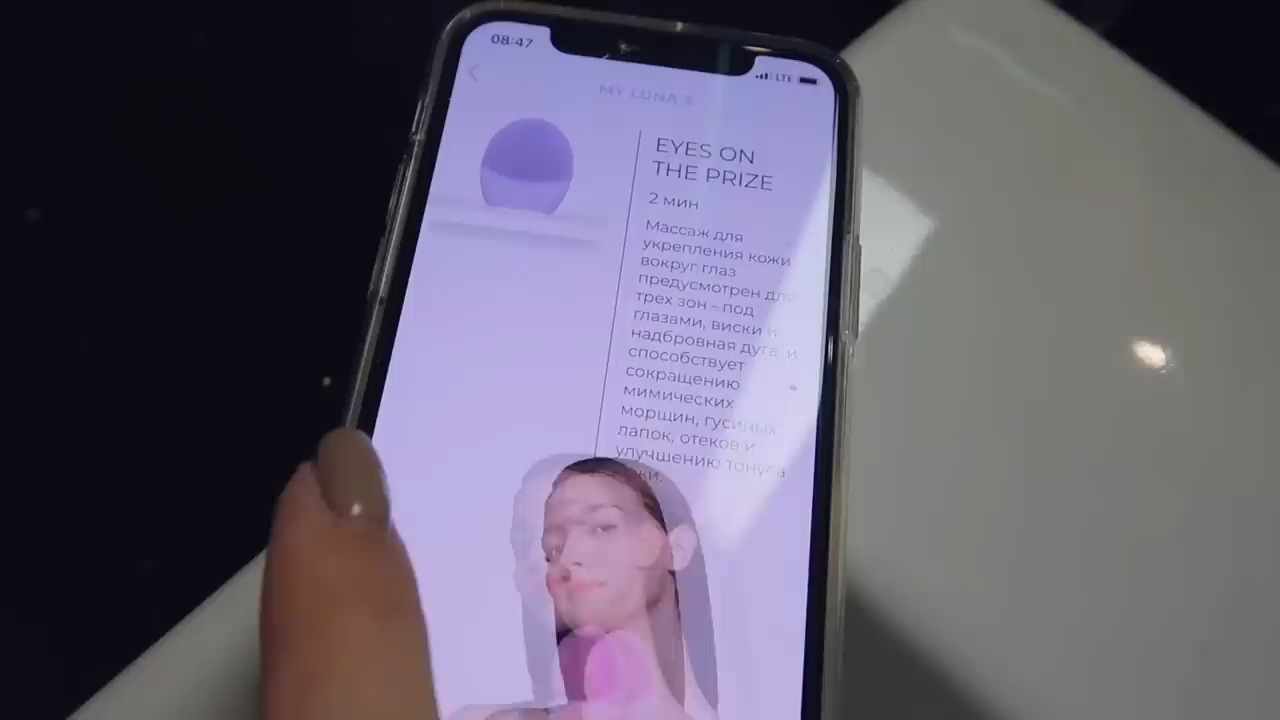 08:47
LTE
MY LUNA 3
EYES ON
THE PRIZE
2 мин
Массаж для
укрепления кожи
вокруг глаз
предусмотрен для
трех зон - под
глазами, виски и
надбровная дуга, и
способствует
сокращению
мимических
морщин, гусиных
лапок, отеков и
улучшению тонуса